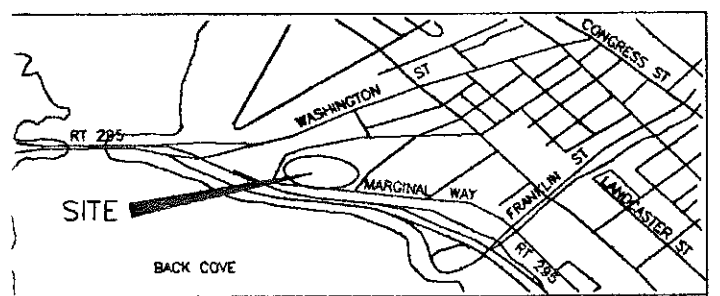 CONGRESS ST
WASHINGTON ST
RT 295
MARGINAL WAY
FRANKLIN ST
LANCASTER ST
SITE
RT 295
BACK COVE